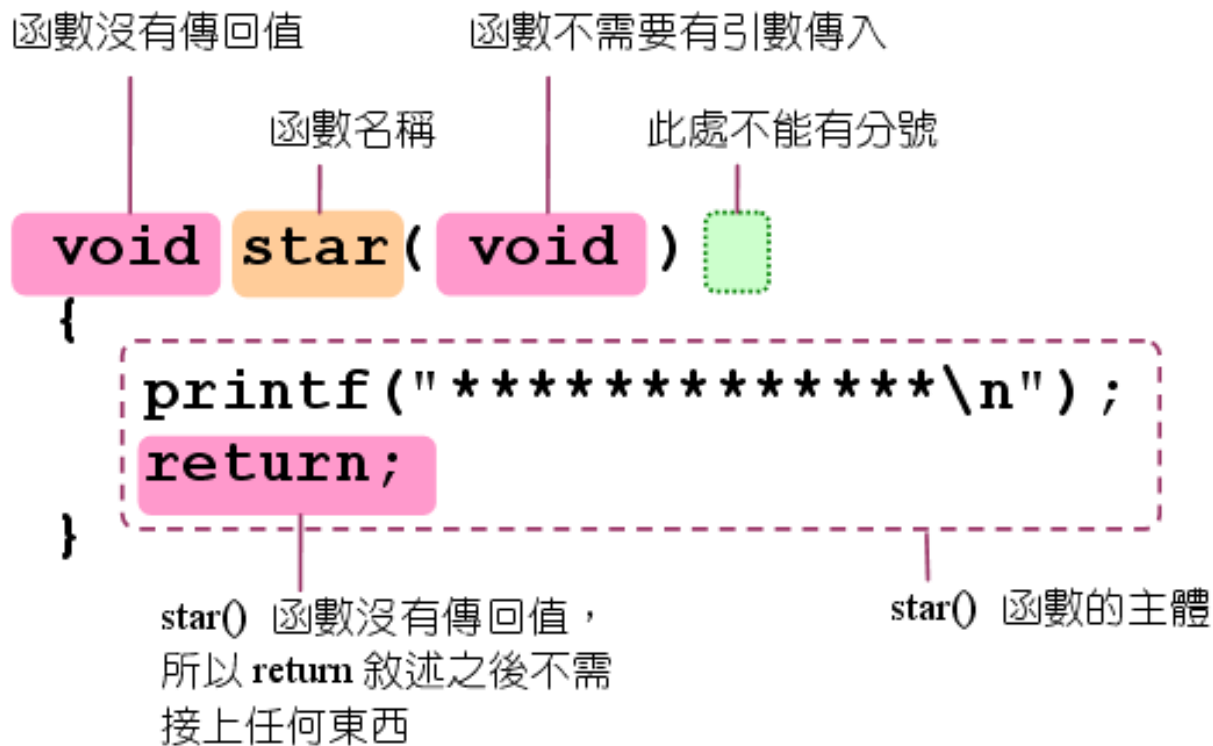 函數沒有傳回值
函數不需要有引數傳入
函數名稱
此處不能有分號
void star( void )
{
printf("*************\n");
return;
}
star() 函數沒有傳回值，
所以 return 敘述之後不需
接上任何東西
star() 函數的主體